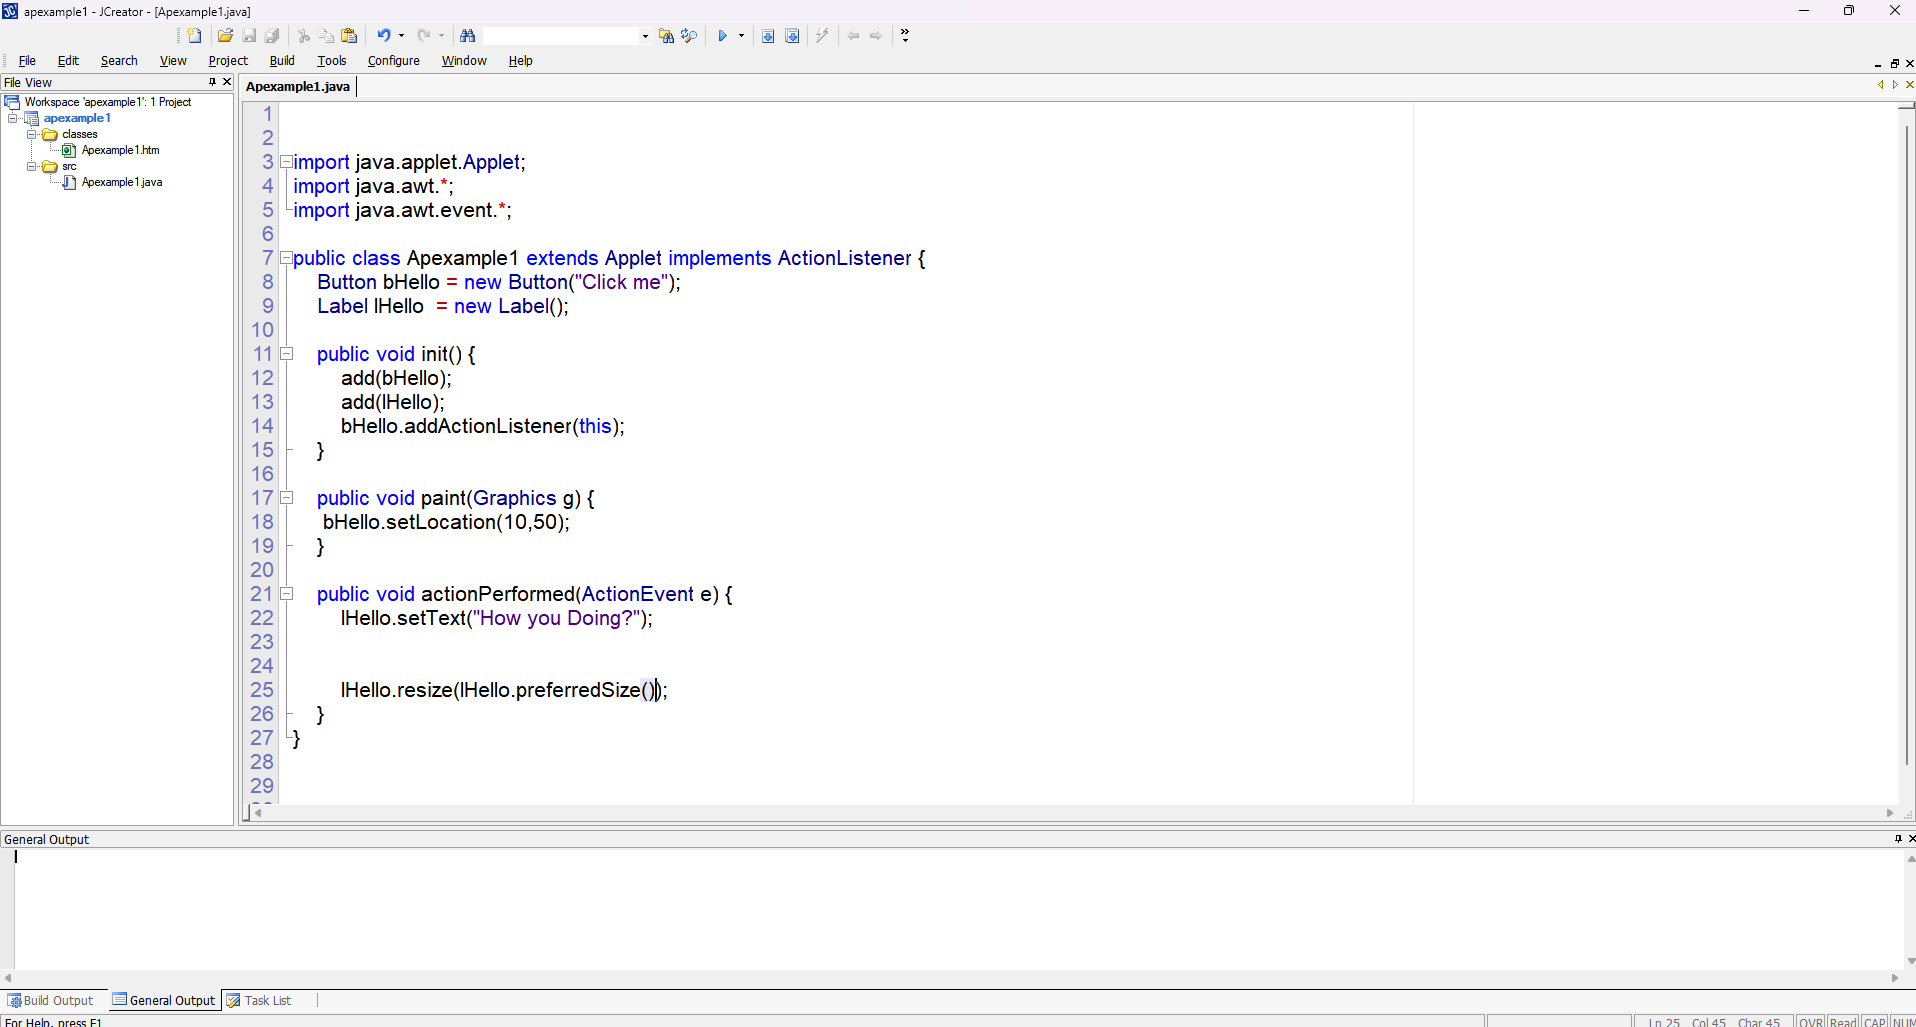 apexample1 - JCreator - [Apexample1.java]
File Edit Search View Project Build Tools Configure Window Help
File View
Apexample1.java
Workspace 'apexample1': 1 Project
apexample1
classes
Apexample1.htm
src
Apexample1.java
1
2
3 import java.applet.Applet;
4 import java.awt.*;
5 import java.awt.event.*;
6
7 public class Apexample1 extends Applet implements ActionListener {
8 Button bHello = new Button("Click me");
9 Label lHello = new Label();
10
11 public void init() {
12 add(bHello);
13 add(lHello);
14 bHello.addActionListener(this);
15 }
16
17 public void paint(Graphics g) {
18 bHello.setLocation(10,50);
19 }
20
21 public void actionPerformed(ActionEvent e) {
22 lHello.setText("How you Doing?");
23
24
25 lHello.resize(lHello.preferredSize());
26 }
27 }
28
29
General Output
Build Output General Output Task List
For Help, press F1
Ln 25 Col 45 Char 45 OVR Read CAP NUM